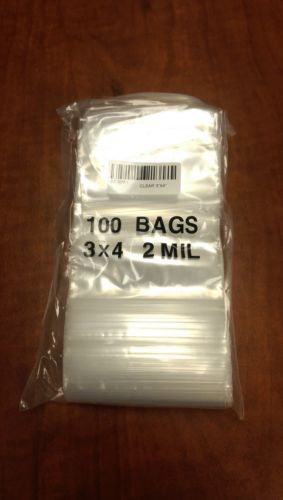 CLEAR 3"X4"
100 BAGS
3x4 2 MIL